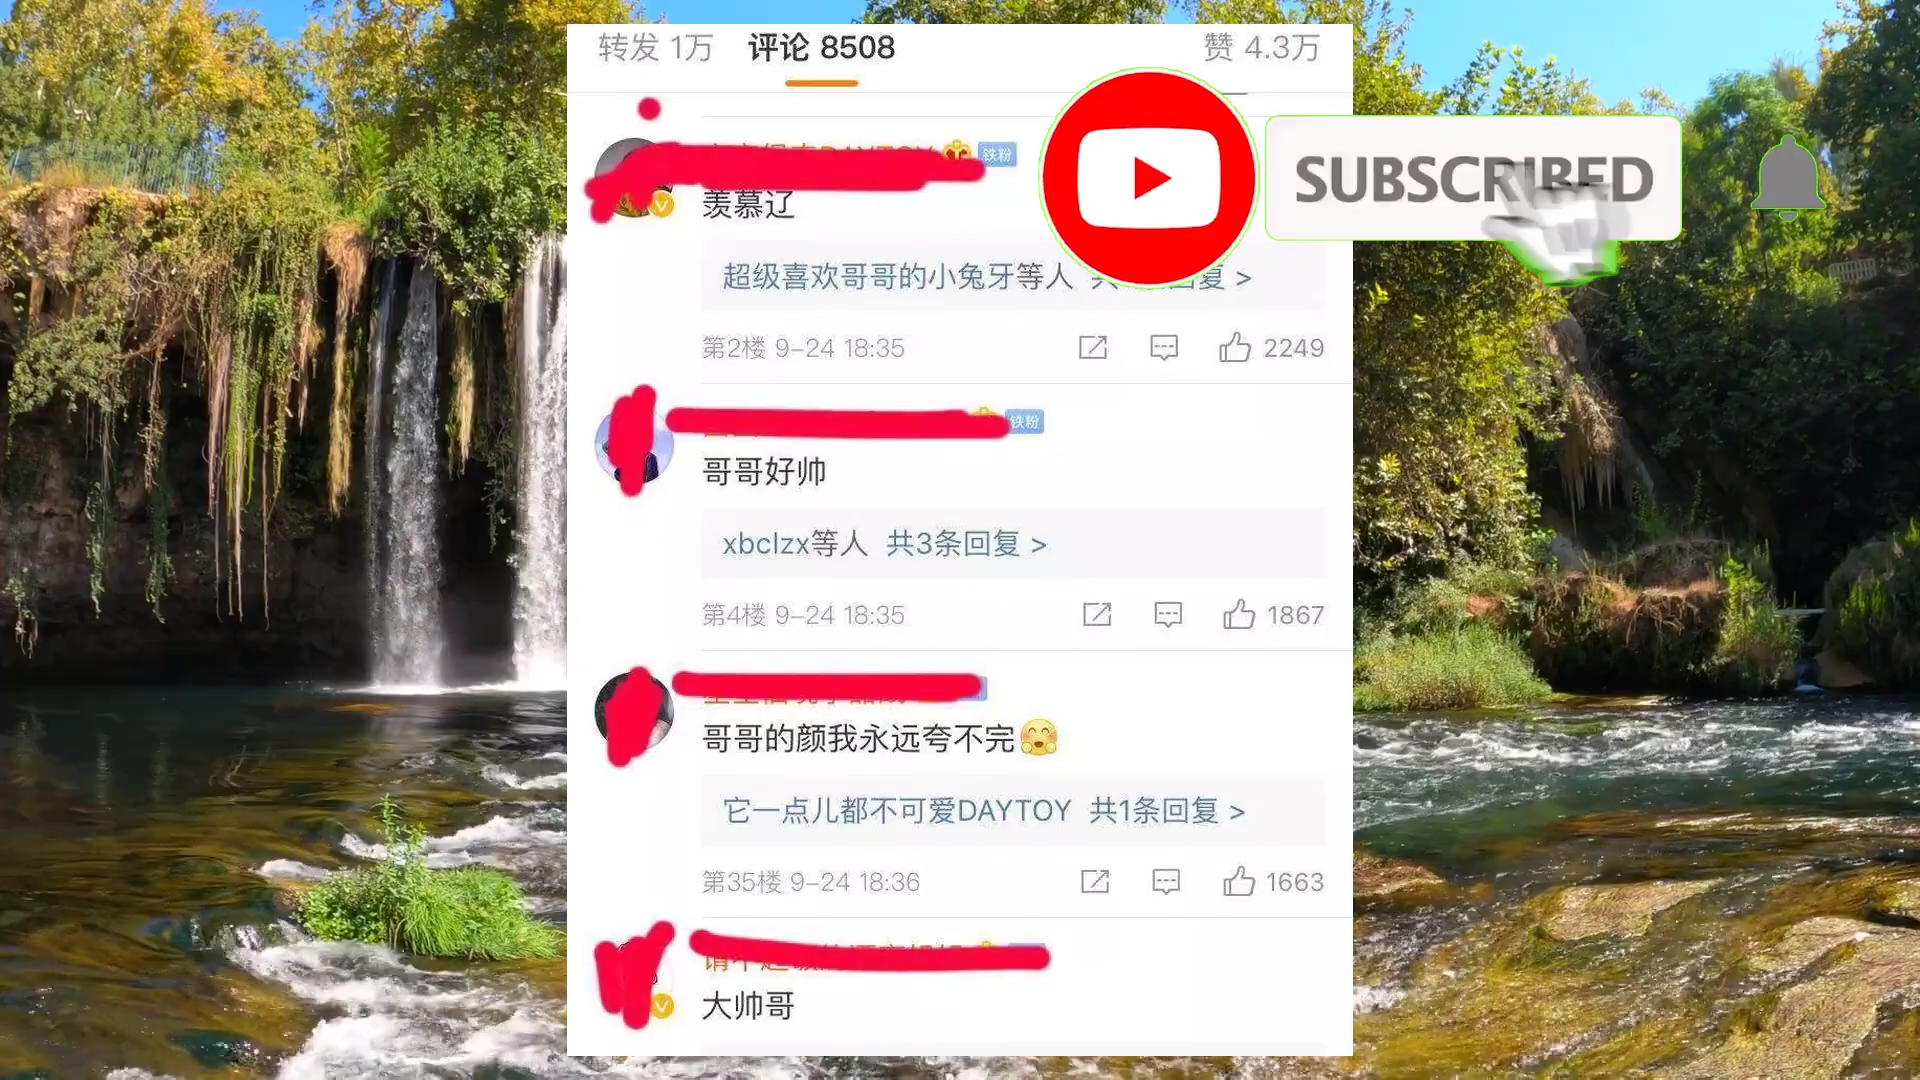 转发 1万 评论 8508 赞 4.3万
铁粉
羡慕辽
SUBSCRIBED
超级喜欢哥哥的小兔牙等人 共 回复 >
第2楼 9-24 18:35 2249
铁粉
哥哥好帅
xbclzx等人 共3条回复 >
第4楼 9-24 18:35 1867
哥哥的颜我永远夸不完
它一点儿都不可爱DAYTOY 共1条回复 >
第35楼 9-24 18:36 1663
大帅哥